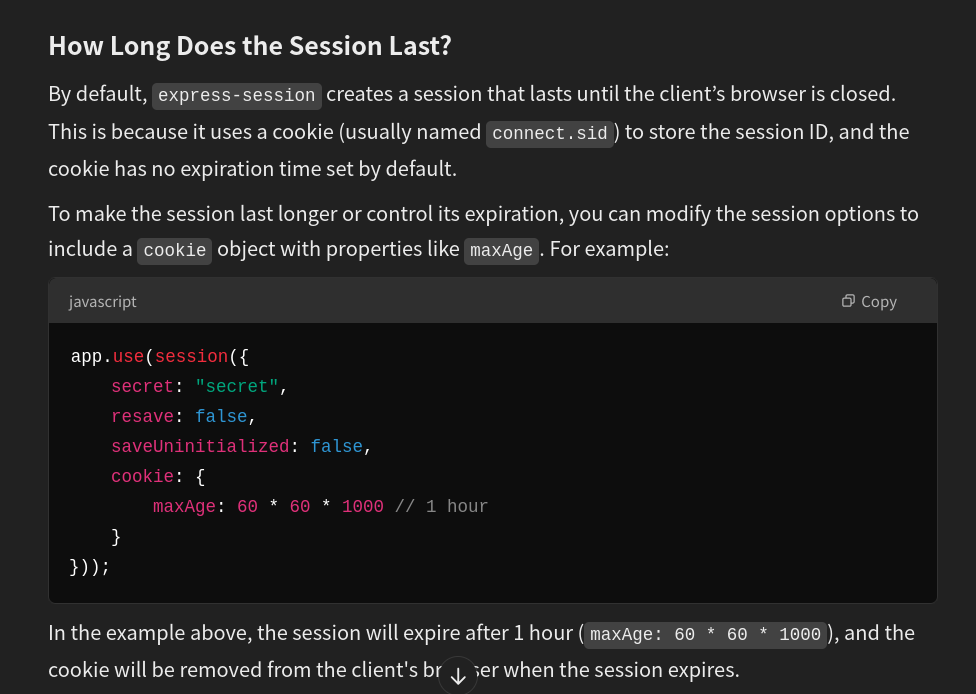 How Long Does the Session Last?
By default, express-session creates a session that lasts until the client’s browser is closed.
This is because it uses a cookie (usually named connect.sid) to store the session ID, and the
cookie has no expiration time set by default.
To make the session last longer or control its expiration, you can modify the session options to
include a cookie object with properties like maxAge. For example:
javascript
Copy
app.use(session({
    secret: "secret",
    resave: false,
    saveUninitialized: false,
    cookie: {
        maxAge: 60 * 60 * 1000 // 1 hour
    }
}));
In the example above, the session will expire after 1 hour (maxAge: 60 * 60 * 1000), and the
cookie will be removed from the client's br ser when the session expires.